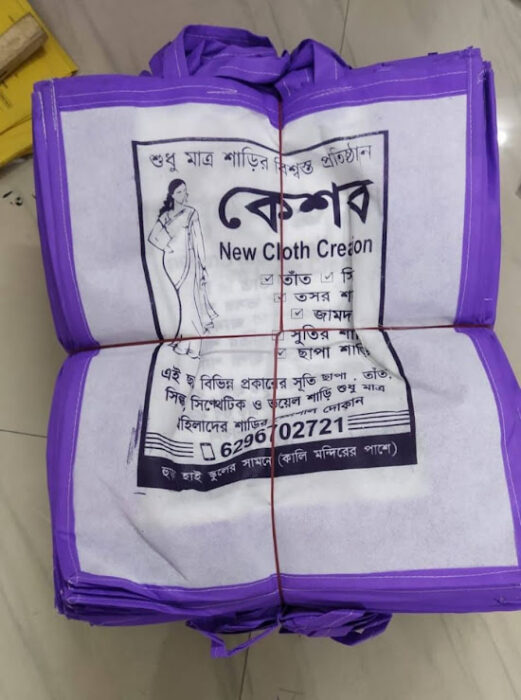 শুধু মাত্র শাড়ির বিশ্বস্ত প্রতিষ্ঠান
কেশব
New Cloth Creation
তাঁত
তসর
জামদ
সুতির
ছাপা শাড়ি
এই বিভিন্ন প্রকারের সূতি ছাপা, তাঁত,
সিল্ক সিন্থেটিক ও ভয়েল শাড়ি শুধু মাত্র
মহিলাদের শাড়ির দোকান
6296702721
হাই স্কুলের সামনে (কালি মন্দিরের পাশে)